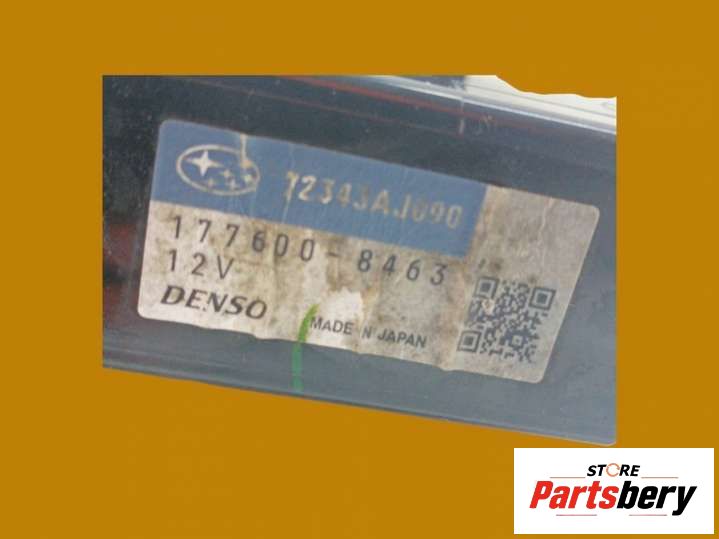 72343AJ090
177600-8463
12V
DENSO
MADE IN JAPAN
STORE
Partsbery